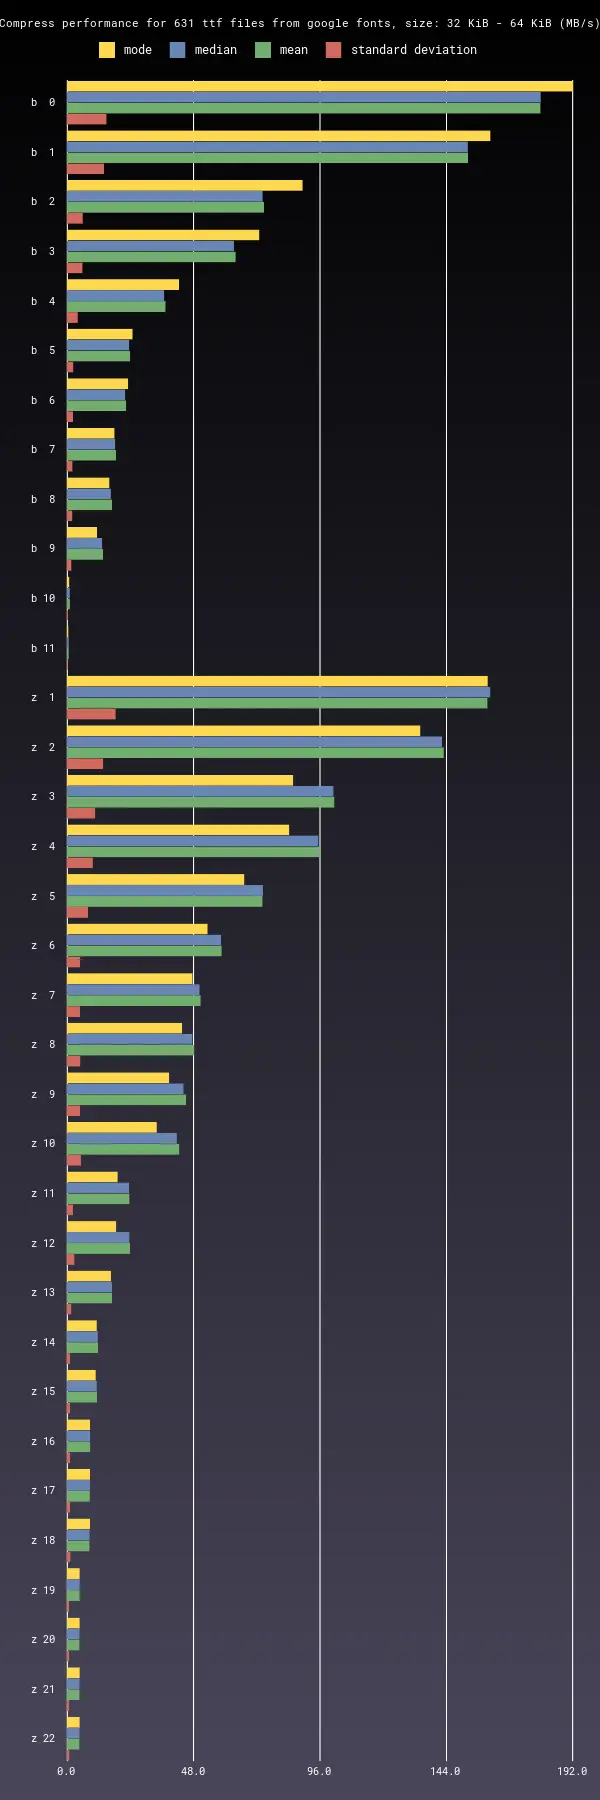 Compress performance for 631 ttf files from google fonts, size: 32 KiB - 64 KiB (MB/s)
mode median mean standard deviation
b 0
b 1
b 2
b 3
b 4
b 5
b 6
b 7
b 8
b 9
b 10
b 11
z 1
z 2
z 3
z 4
z 5
z 6
z 7
z 8
z 9
z 10
z 11
z 12
z 13
z 14
z 15
z 16
z 17
z 18
z 19
z 20
z 21
z 22
0.0 48.0 96.0 144.0 192.0